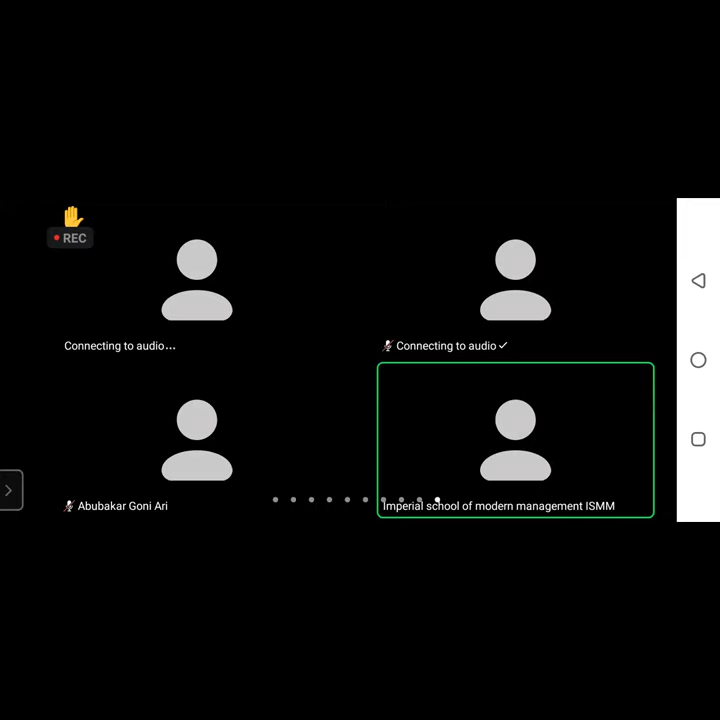 REC
Connecting to audio...
Connecting to audio
Abubakar Goni Ari
Imperial school of modern management ISMM